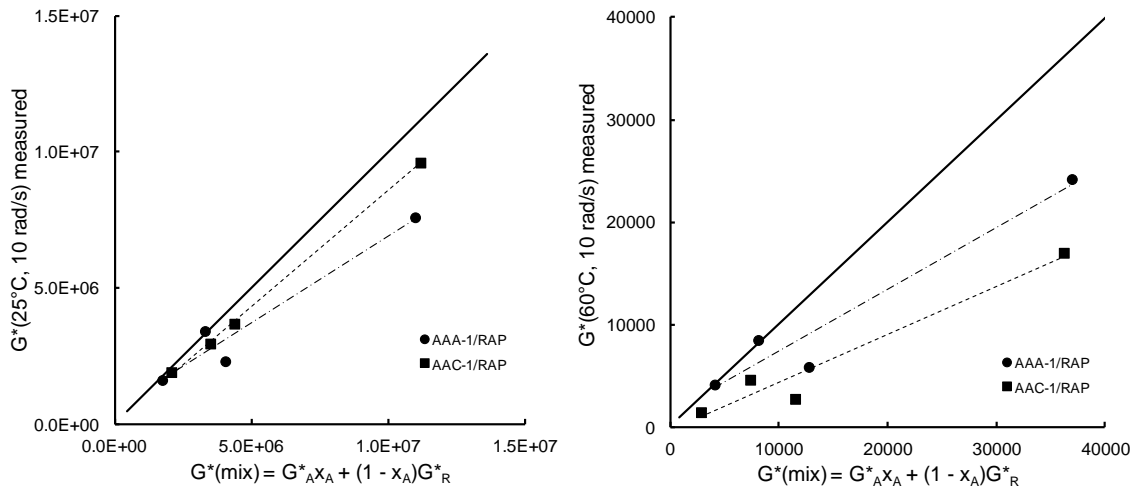 G*(25°C, 10 rad/s) measured
1.5E+07
1.0E+07
5.0E+06
0.0E+00
0.0E+00 5.0E+06 1.0E+07 1.5E+07
AAA-1/RAP
AAC-1/RAP
G*(mix) = G*AxA + (1 - xA)G*R
G*(60°C, 10 rad/s) measured
40000
30000
20000
10000
0
0 10000 20000 30000 40000
AAA-1/RAP
AAC-1/RAP
G*(mix) = G*AxA + (1 - xA)G*R